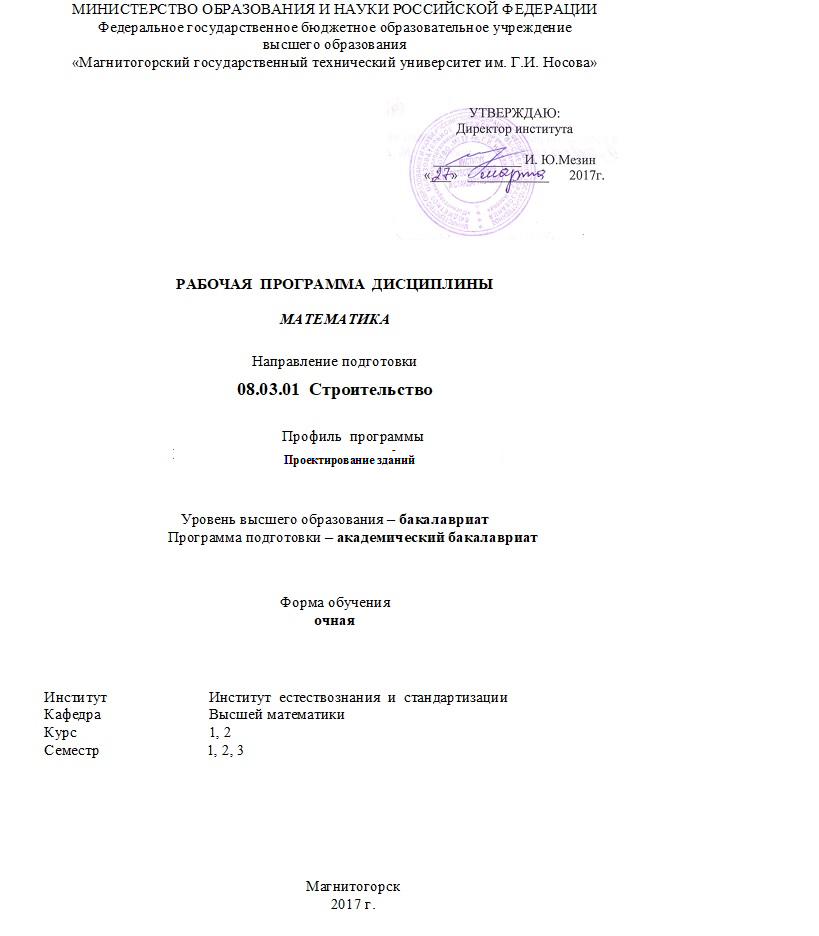 МИНИСТЕРСТВО ОБРАЗОВАНИЯ И НАУКИ РОССИЙСКОЙ ФЕДЕРАЦИИ
Федеральное государственное бюджетное образовательное учреждение
высшего образования
«Магнитогорский государственный технический университет им. Г.И. Носова»
УТВЕРЖДАЮ:
Директор института
И. Ю.Мезин
«27» марта 2017г.
РАБОЧАЯ ПРОГРАММА ДИСЦИПЛИНЫ
МАТЕМАТИКА
Направление подготовки
08.03.01 Строительство
Профиль программы
Проектирование зданий
Уровень высшего образования – бакалавриат
Программа подготовки – академический бакалавриат
Форма обучения
очная
Институт Институт естествознания и стандартизации
Кафедра Высшей математики
Курс 1, 2
Семестр 1, 2, 3
Магнитогорск
2017 г.